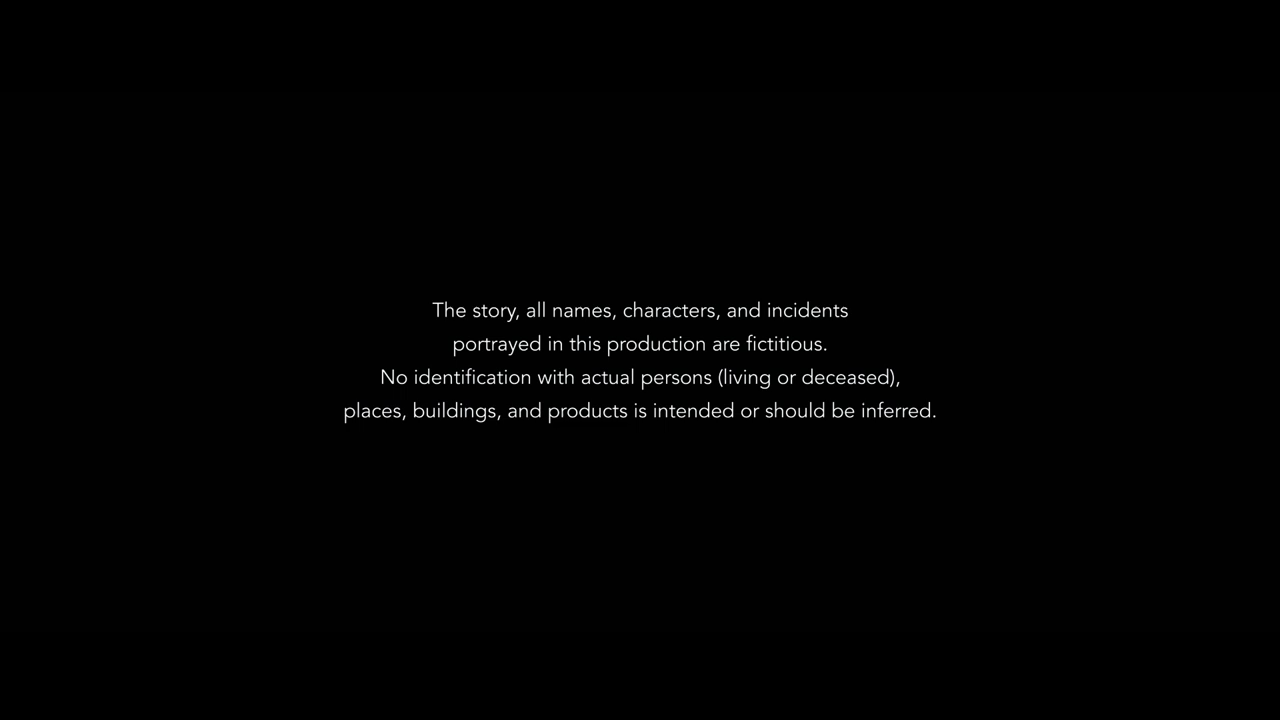 The story, all names, characters, and incidents
portrayed in this production are fictitious.
No identification with actual persons (living or deceased),
places, buildings, and products is intended or should be inferred.